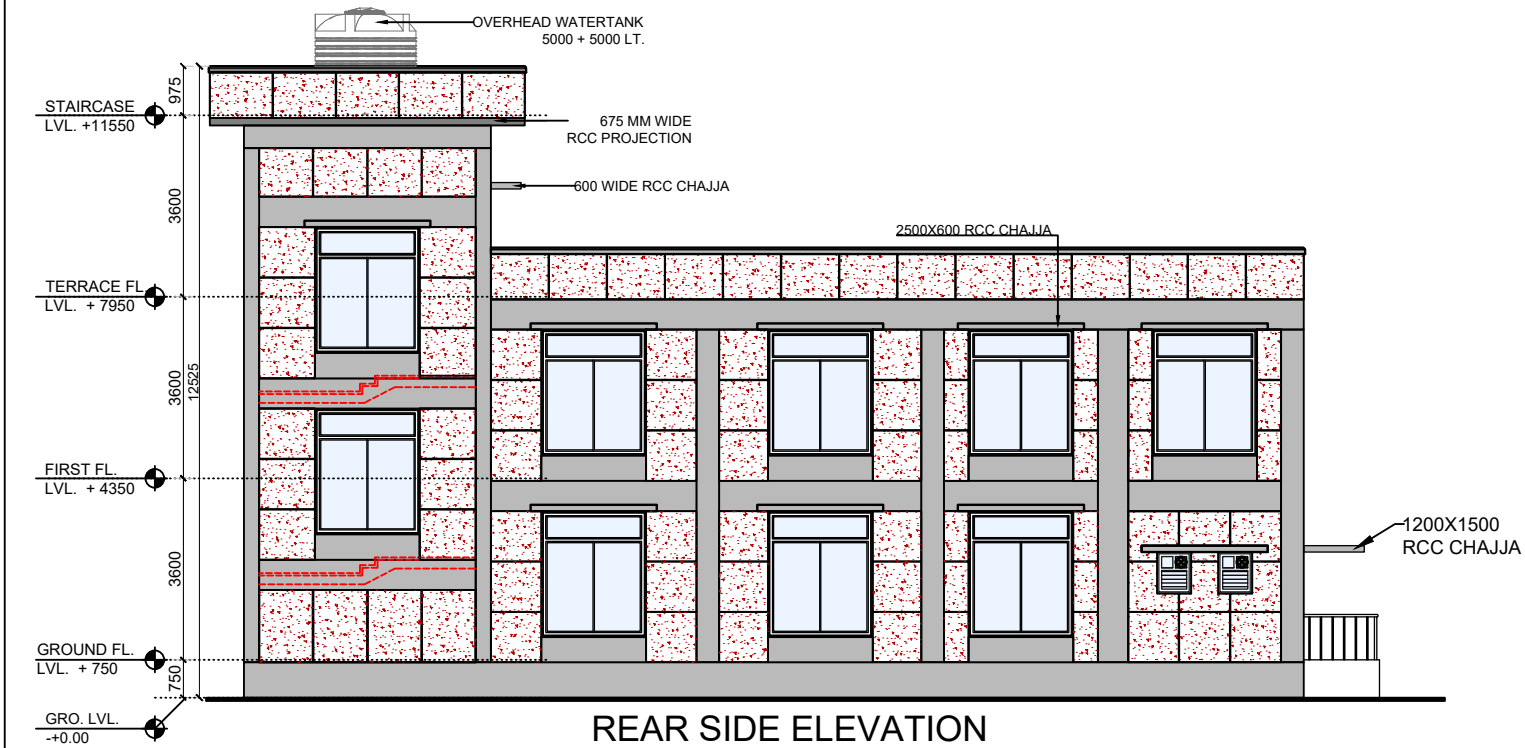 OVERHEAD WATERTANK
5000 + 5000 LT.
975
STAIRCASE
LVL. +11550
675 MM WIDE
RCC PROJECTION
600 WIDE RCC CHAJJA
3600
2500X600 RCC CHAJJA
TERRACE FL.
LVL. + 7950
3600
12525
FIRST FL.
LVL. + 4350
1200X1500
RCC CHAJJA
3600
GROUND FL.
LVL. + 750
750
GRO. LVL.
-+0.00
REAR SIDE ELEVATION